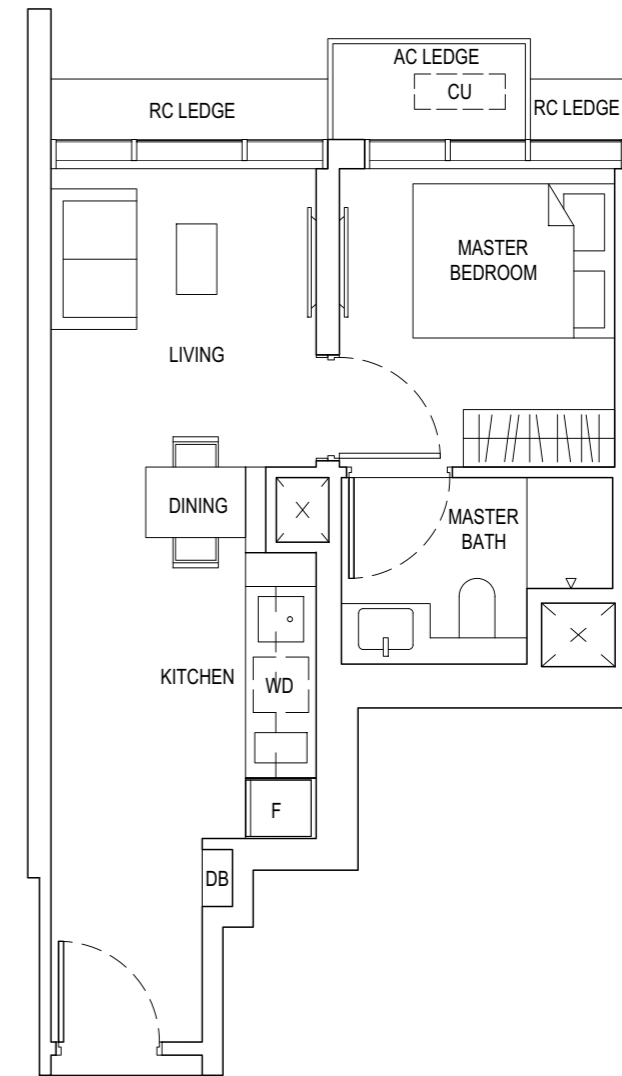 AC LEDGE
CU
RC LEDGE
RC LEDGE
MASTER
BEDROOM
LIVING
DINING
MASTER
BATH
KITCHEN
WD
F
DB